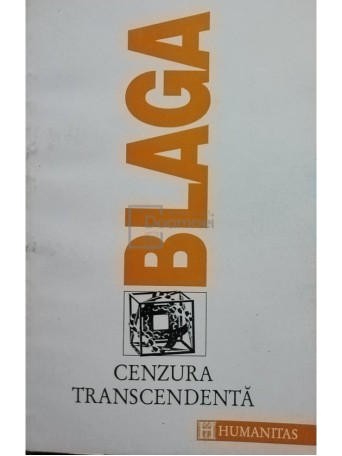 BLAGA
CENZURA
TRANSCENDENTĂ
HUMANITAS